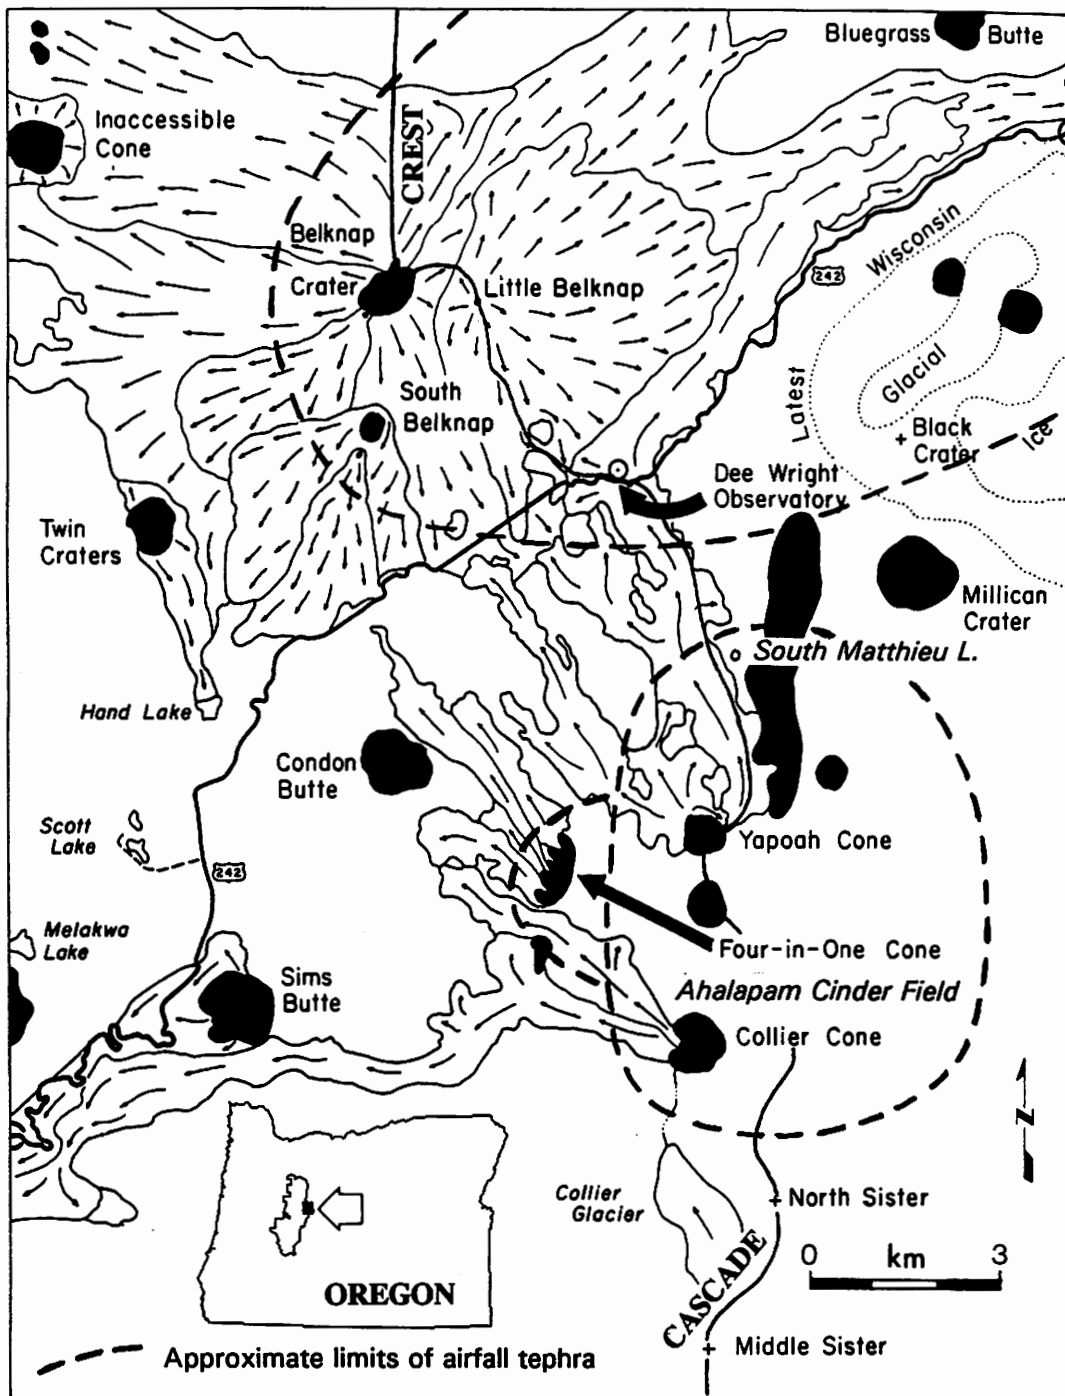 Bluegrass Butte
Inaccessible
Cone
CREST
Belknap
Crater
Little Belknap
242
Wisconsin
Latest
Glacial
Ice
South
Belknap
Black
Crater
Dee Wright
Observatory
Twin
Craters
Millican
Crater
South Matthieu L.
Hand Lake
Condon
Butte
Scott
Lake
Yapoah Cone
242
Melakwa
Lake
Four-in-One Cone
Sims
Butte
Ahalapam Cinder Field
Collier Cone
N
Collier
Glacier
North Sister
0 km 3
CASCADE
OREGON
Middle Sister
Approximate limits of airfall tephra